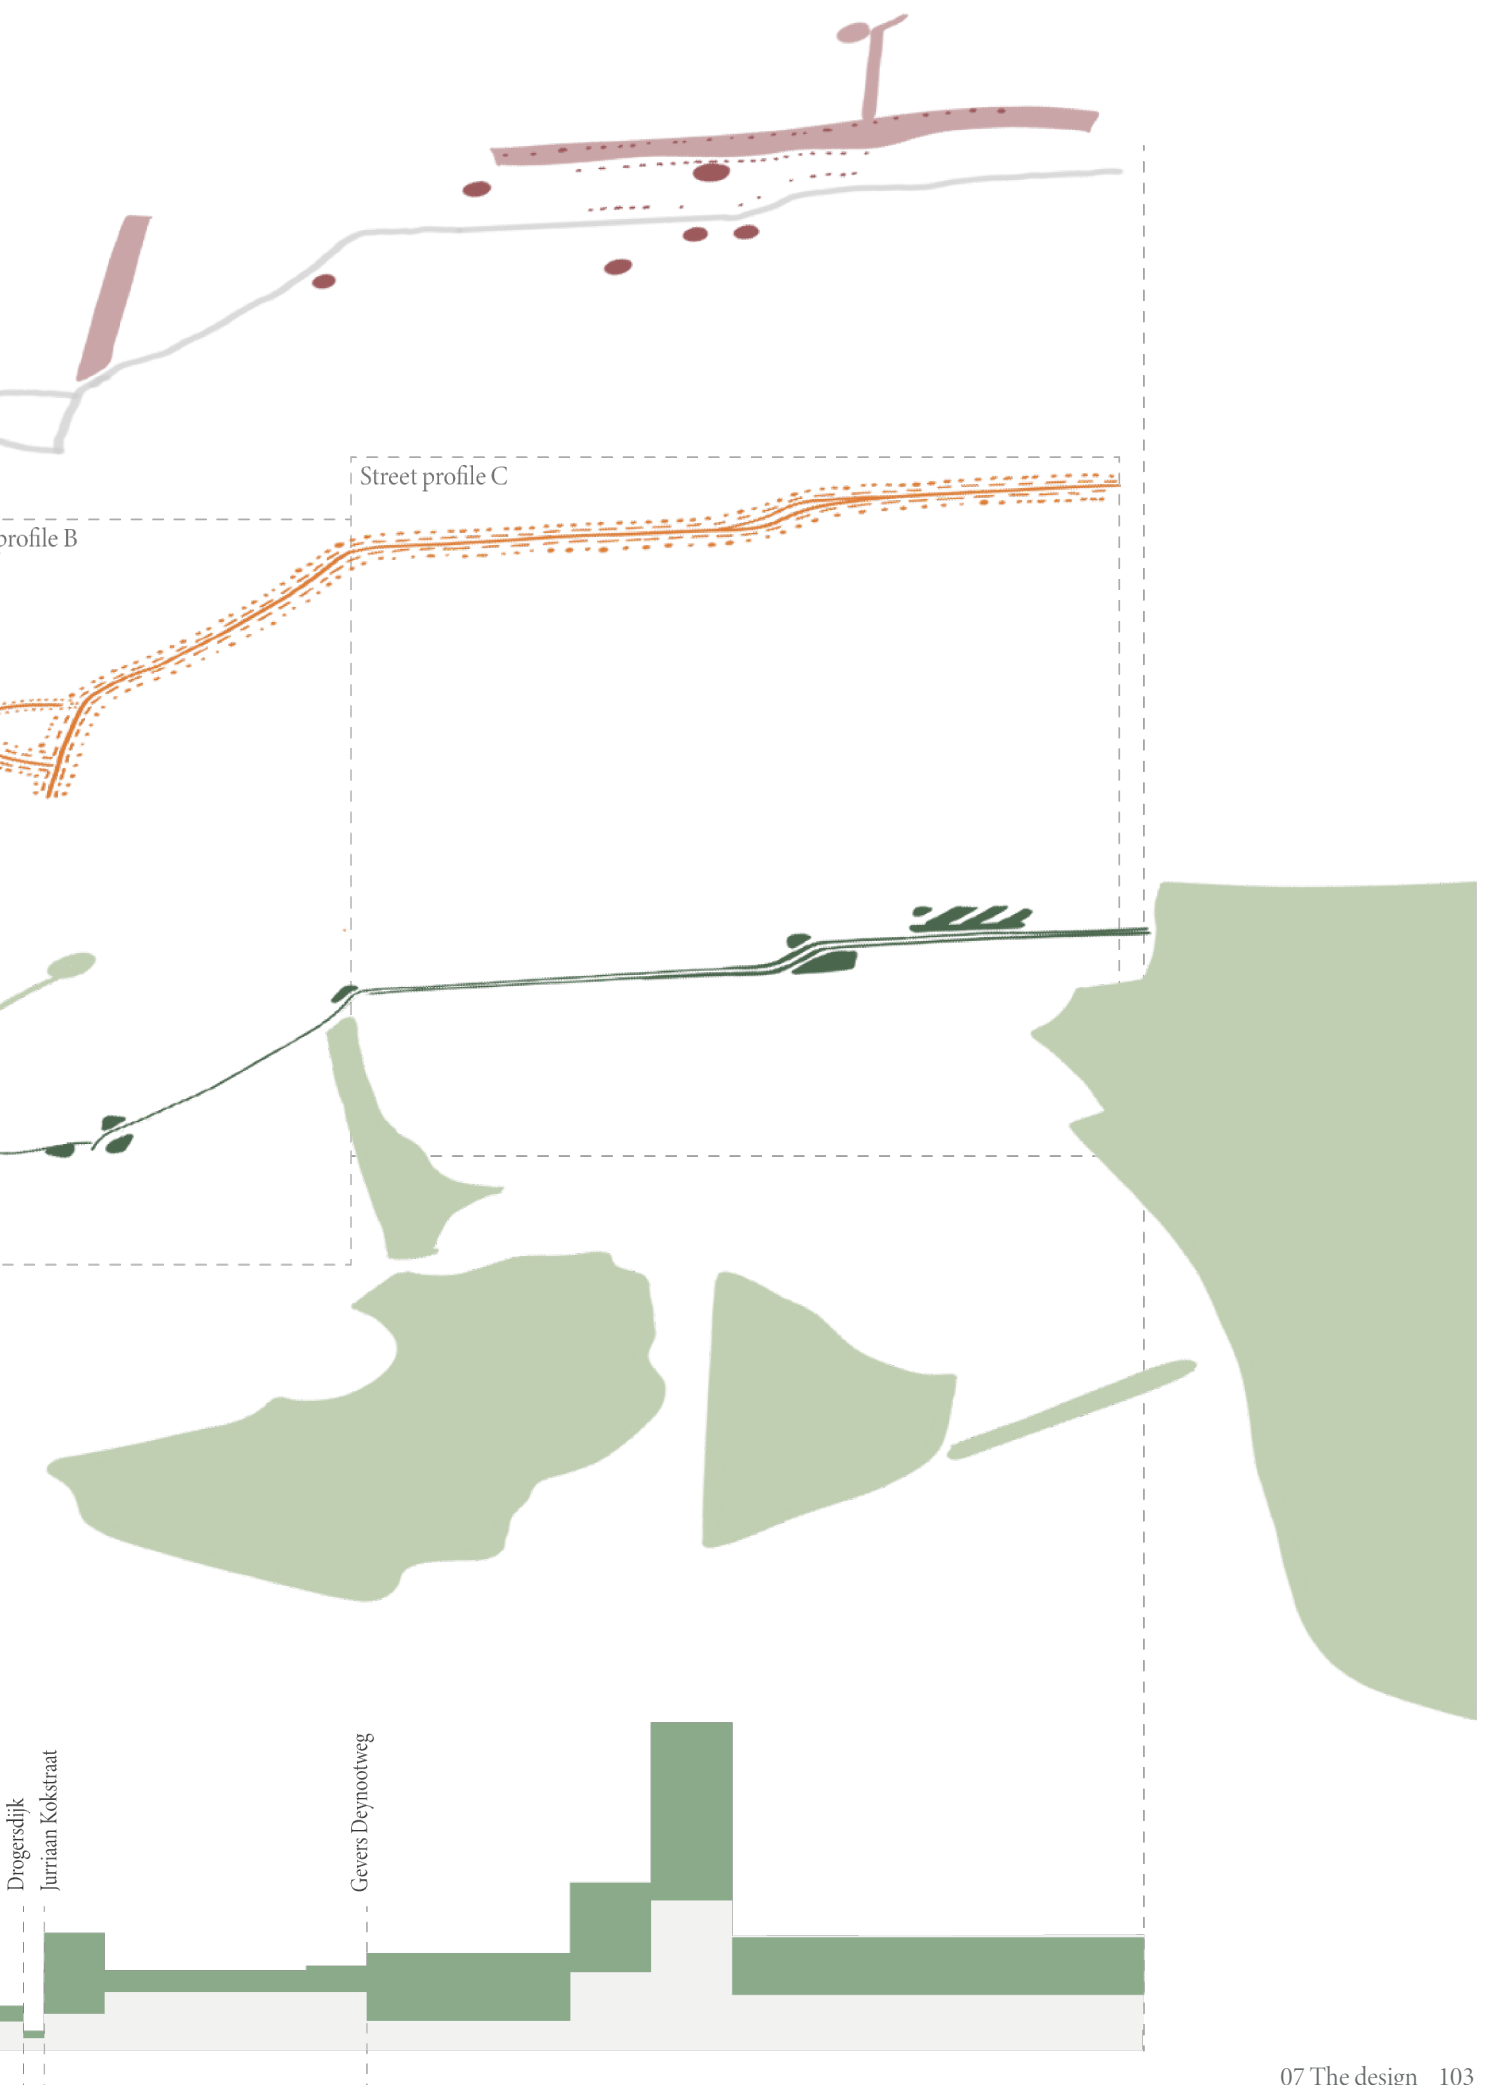 Street profile C
profile B
Drogersdijk
Jurriaan Kokstraat
Gevers Deynootweg
07 The design 103